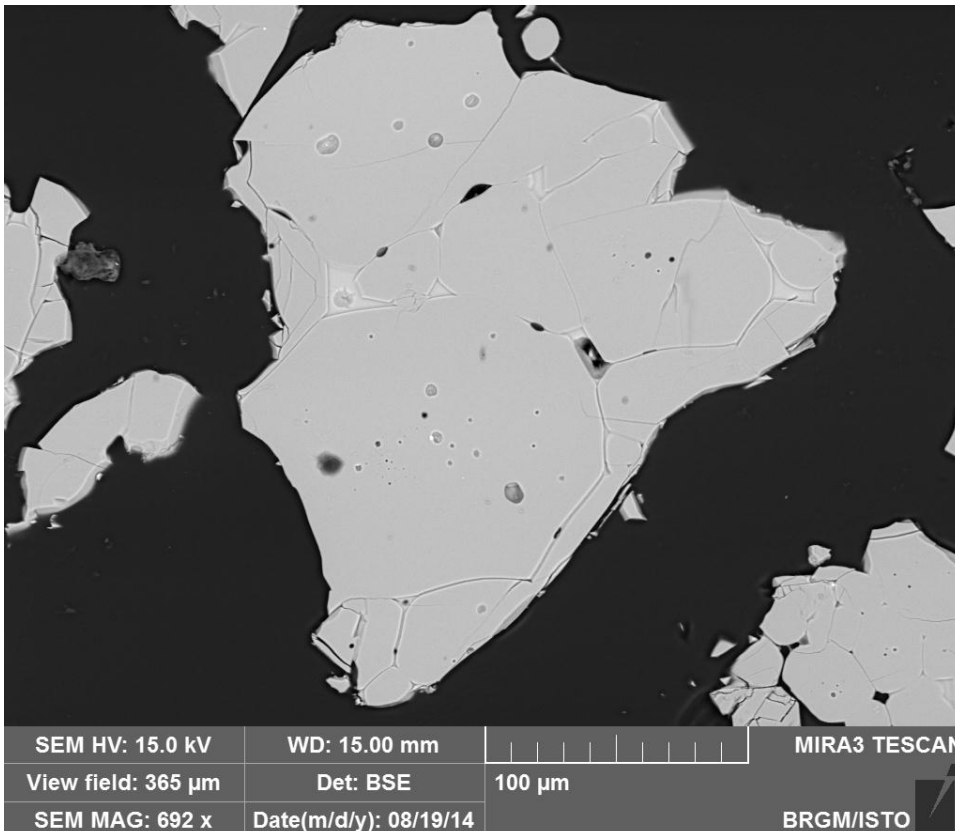 SEM HV: 15.0 kV WD: 15.00 mm MIRA3 TESCAN
View field: 365 µm Det: BSE 100 µm
SEM MAG: 692 x Date(m/d/y): 08/19/14 BRGM/ISTO